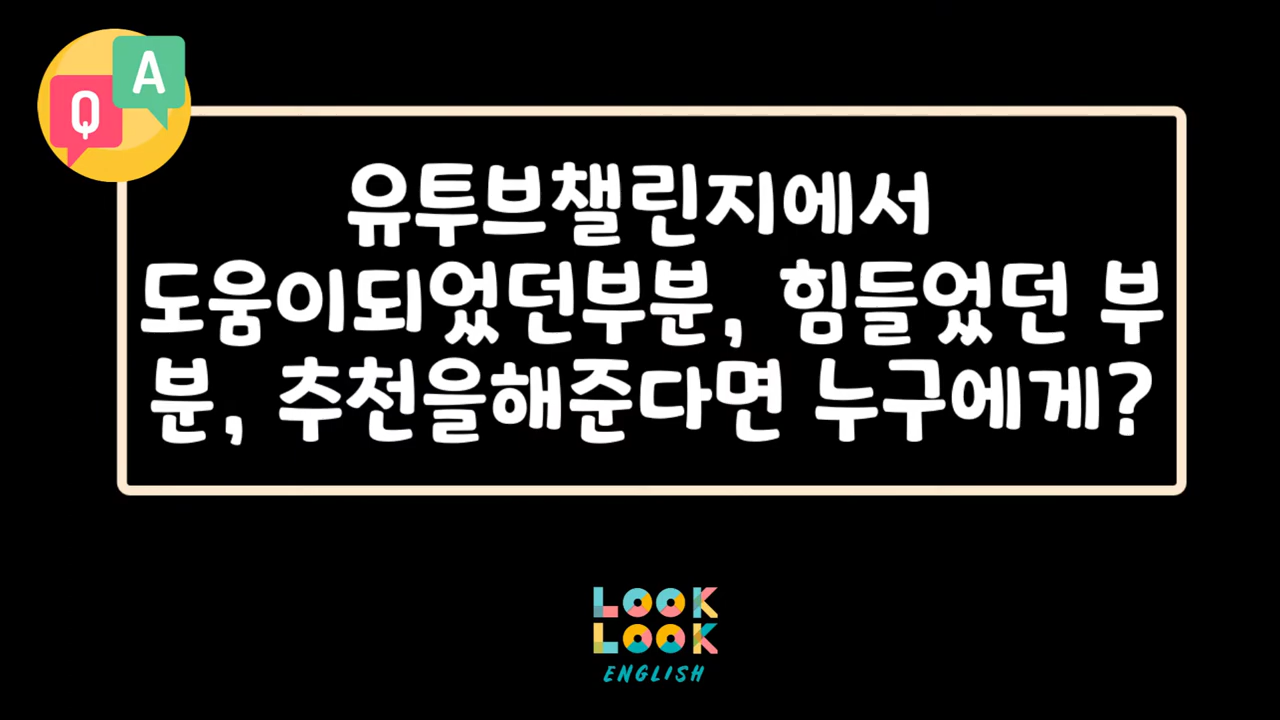 Q A
유투브챌린지에서
도움이되었던부분, 힘들었던 부
분, 추천을해준다면 누구에게?
LOOK
LOOK
ENGLISH